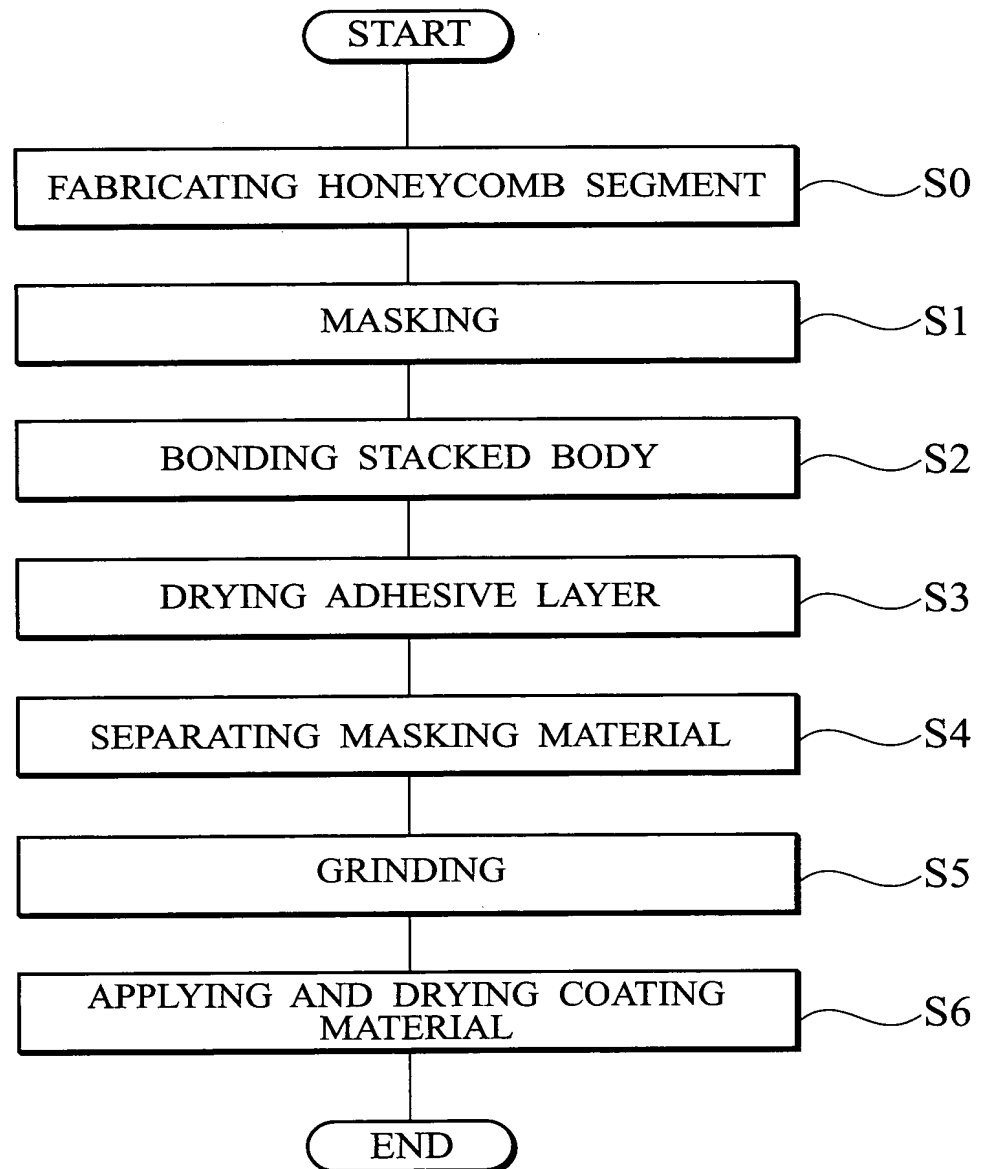 START
FABRICATING HONEYCOMB SEGMENT S0
MASKING S1
BONDING STACKED BODY S2
DRYING ADHESIVE LAYER S3
SEPARATING MASKING MATERIAL S4
GRINDING S5
APPLYING AND DRYING COATING
MATERIAL S6
END